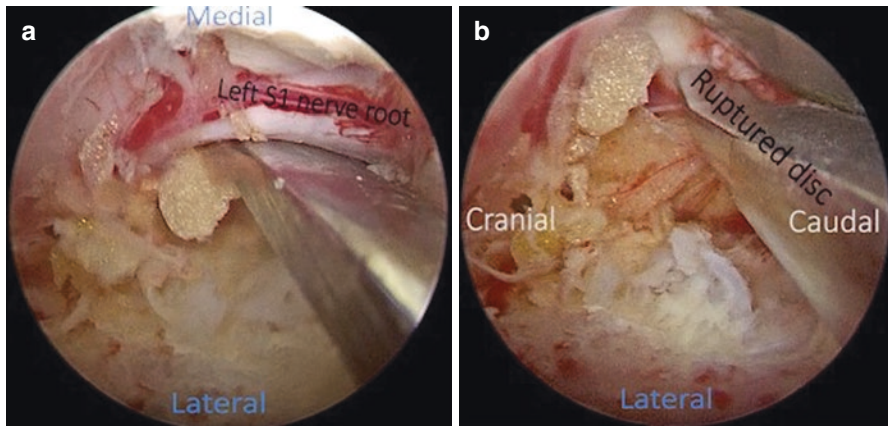 a
Medial
Left S1 nerve root
Lateral
b
Ruptured disc
Cranial
Caudal
Lateral